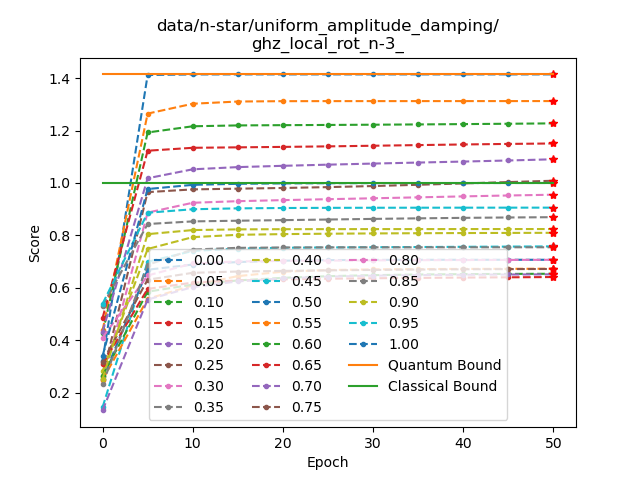 data/n-star/uniform_amplitude_damping/
ghz_local_rot_n-3_
Score
1.4
1.2
1.0
0.8
0.6
0.4
0.2
0.00 0.40 0.80
0.05 0.45 0.85
0.10 0.50 0.90
0.15 0.55 0.95
0.20 0.60 1.00
0.25 0.65 Quantum Bound
0.30 0.70 Classical Bound
0.35 0.75
0 10 20 30 40 50
Epoch